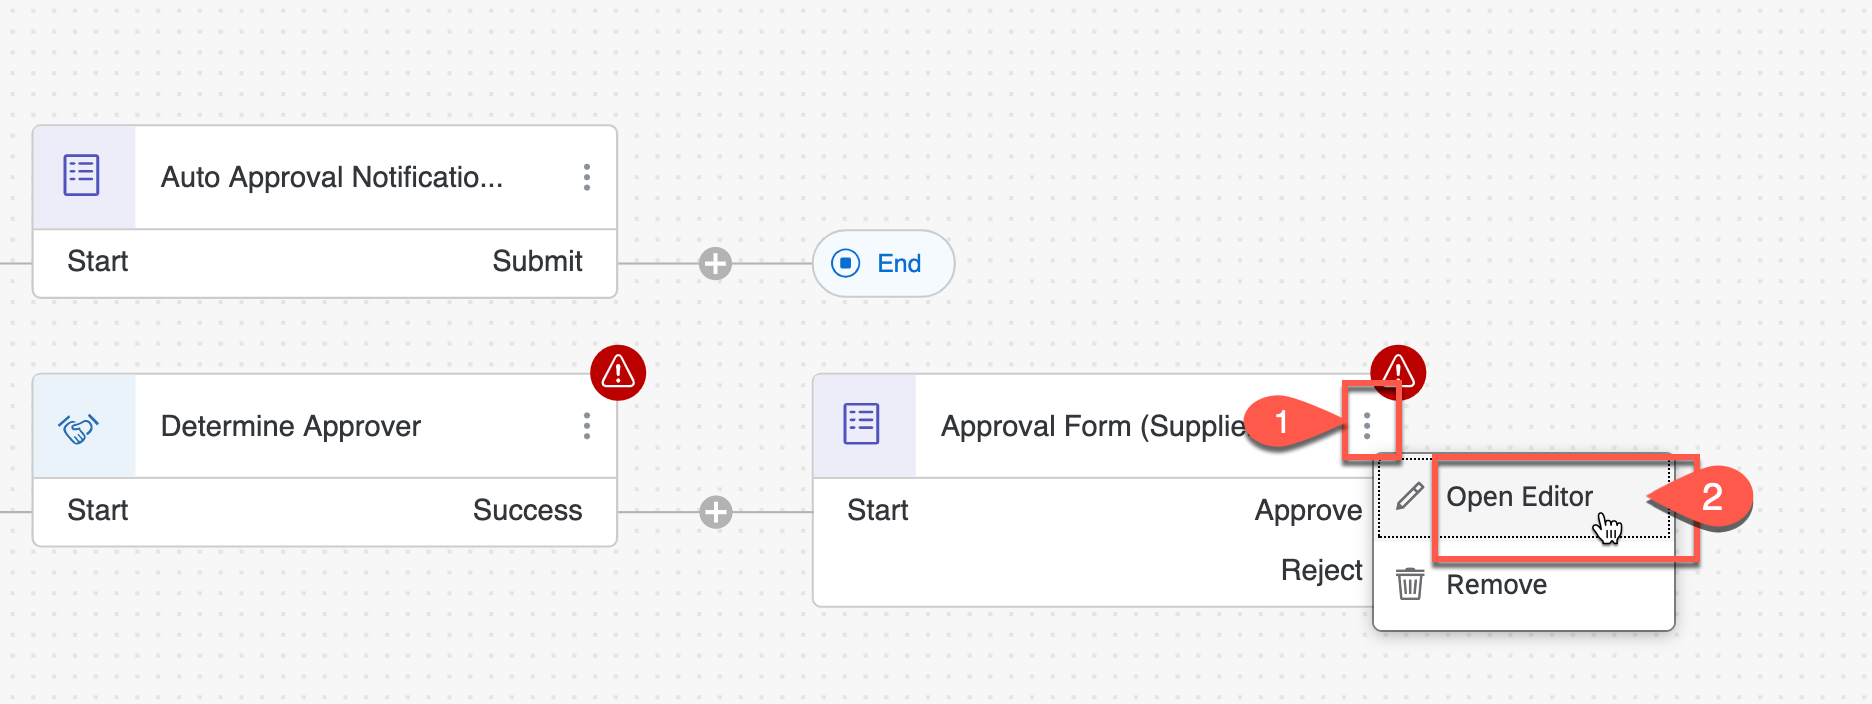 Auto Approval Notificatio...
Start
Submit
End
Determine Approver
Start
Success
Approval Form (Supplie
1
Start
Approve
Reject
Open Editor
2
Remove